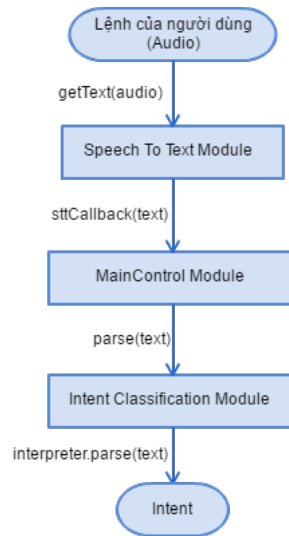 Lệnh của người dùng
(Audio)
getText(audio)
Speech To Text Module
sttCallback(text)
MainControl Module
parse(text)
Intent Classification Module
interpreter.parse(text)
Intent